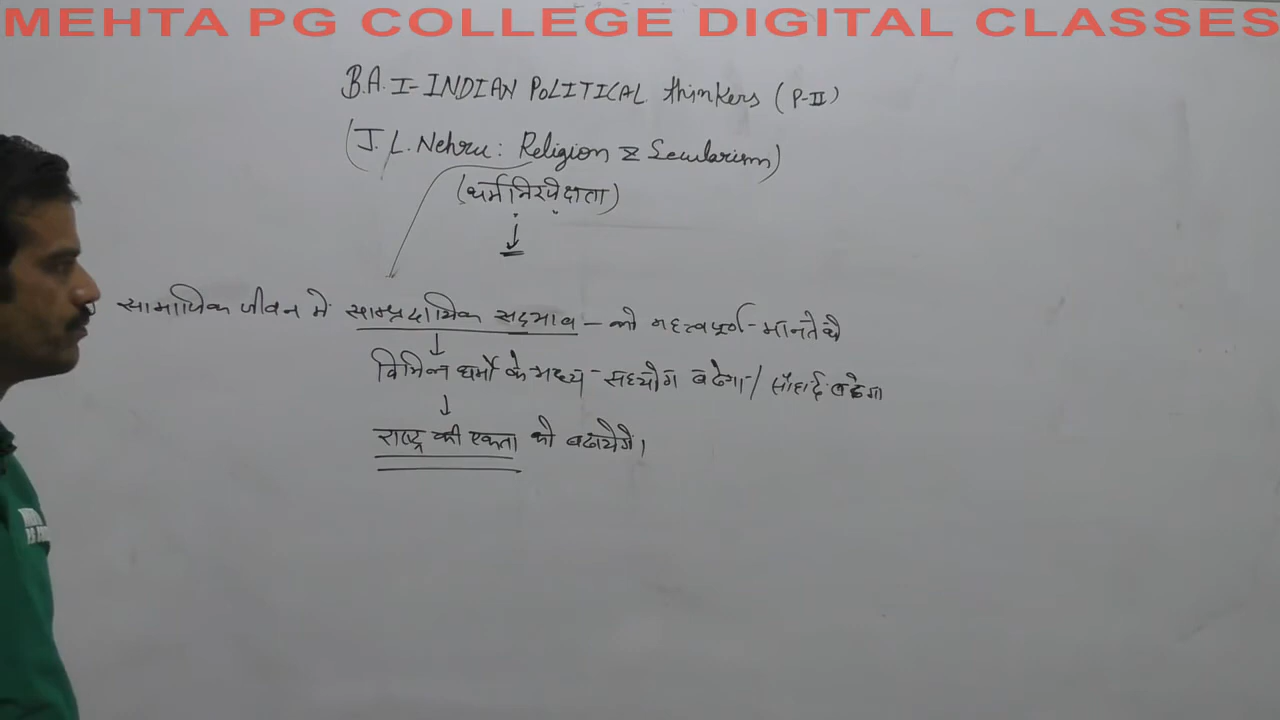 MEHTA PG COLLEGE DIGITAL CLASSES
B.A. I - INDIAN POLITICAL thinkers (P-II)
(J. L. Nehru: Religion & Secularism)
(धर्मनिरपेक्षता)
सामाजिक जीवन में साम्प्रदायिक सद्भाव - को महत्वपूर्ण - मानते थे
विभिन्न धर्मों के मध्य - सहयोग बढेगा - / सौहार्द बढेगा
राष्ट्र की एकता को बढायेगे।